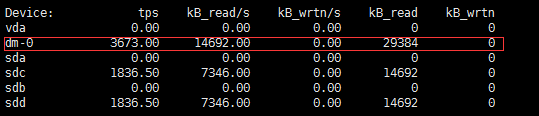 Device: tps kB_read/s kB_wrtn/s kB_read kB_wrtn
vda 0.00 0.00 0.00 0 0
dm-0 3673.00 14692.00 0.00 29384 0
sda 0.00 0.00 0.00 0 0
sdc 1836.50 7346.00 0.00 14692 0
sdb 0.00 0.00 0.00 0 0
sdd 1836.50 7346.00 0.00 14692 0